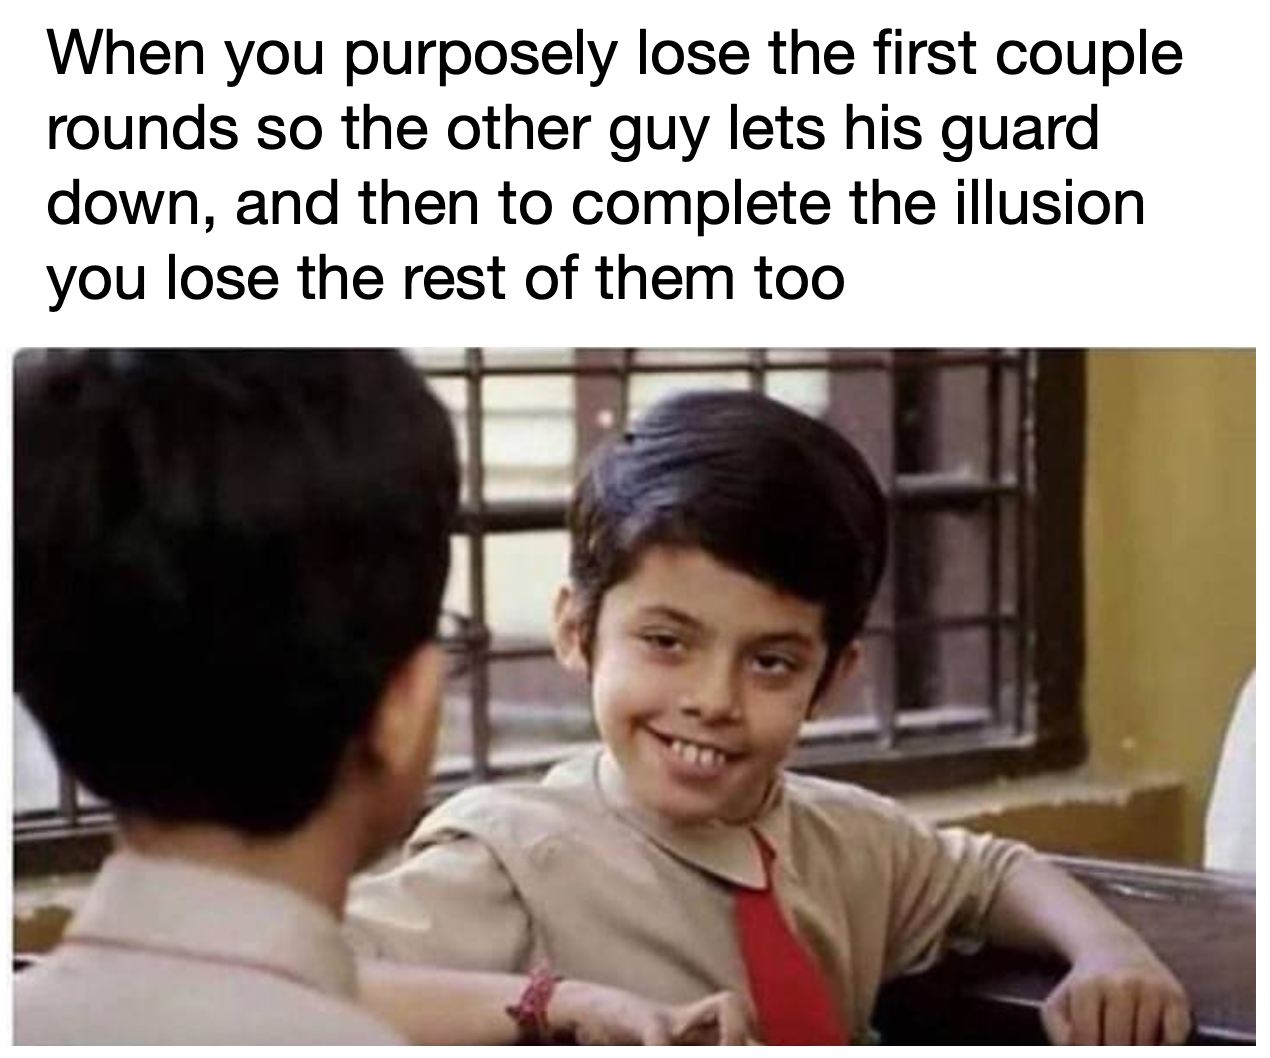 When you purposely lose the first couple
rounds so the other guy lets his guard
down, and then to complete the illusion
you lose the rest of them too